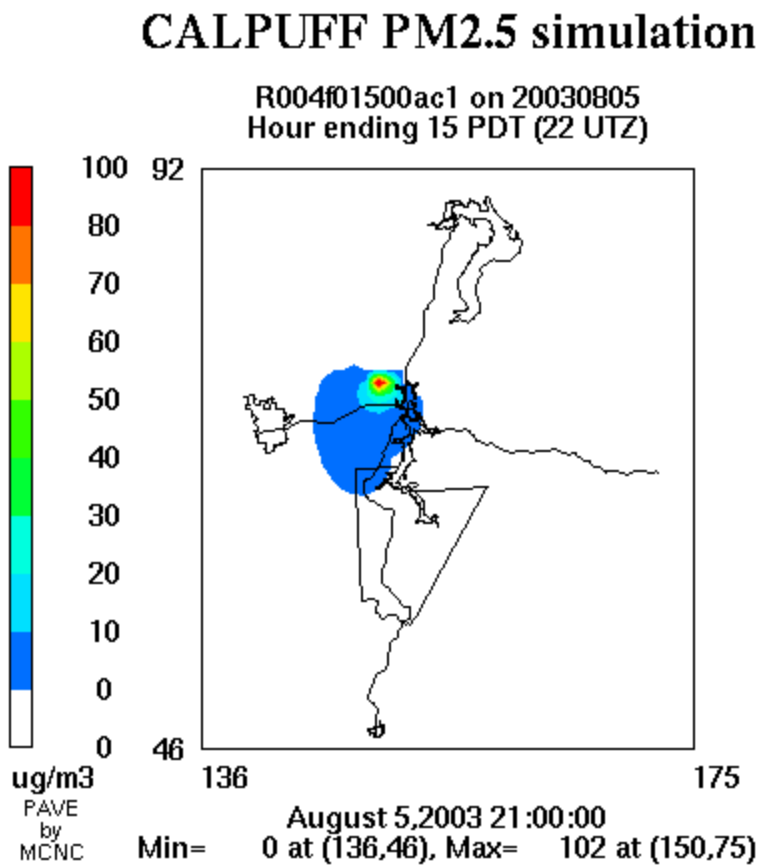 CALPUFF PM2.5 simulation
R004f01500ac1 on 20030805
Hour ending 15 PDT (22 UTZ)
100
80
70
60
50
40
30
20
10
0
0
ug/m3
PAVE
by
MCNC
92
46
136
175
August 5,2003 21:00:00
Min= 0 at (136,46), Max= 102 at (150,75)